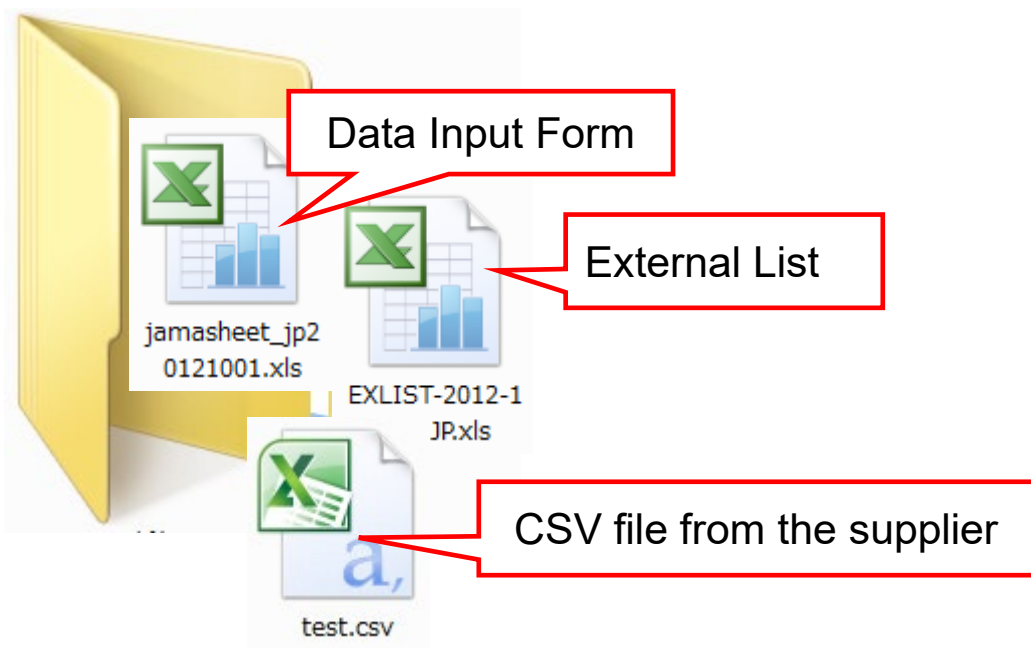 Data Input Form
External List
jamasheet_jp2
0121001.xls
EXLIST-2012-1
JP.xls
CSV file from the supplier
a,
test.csv